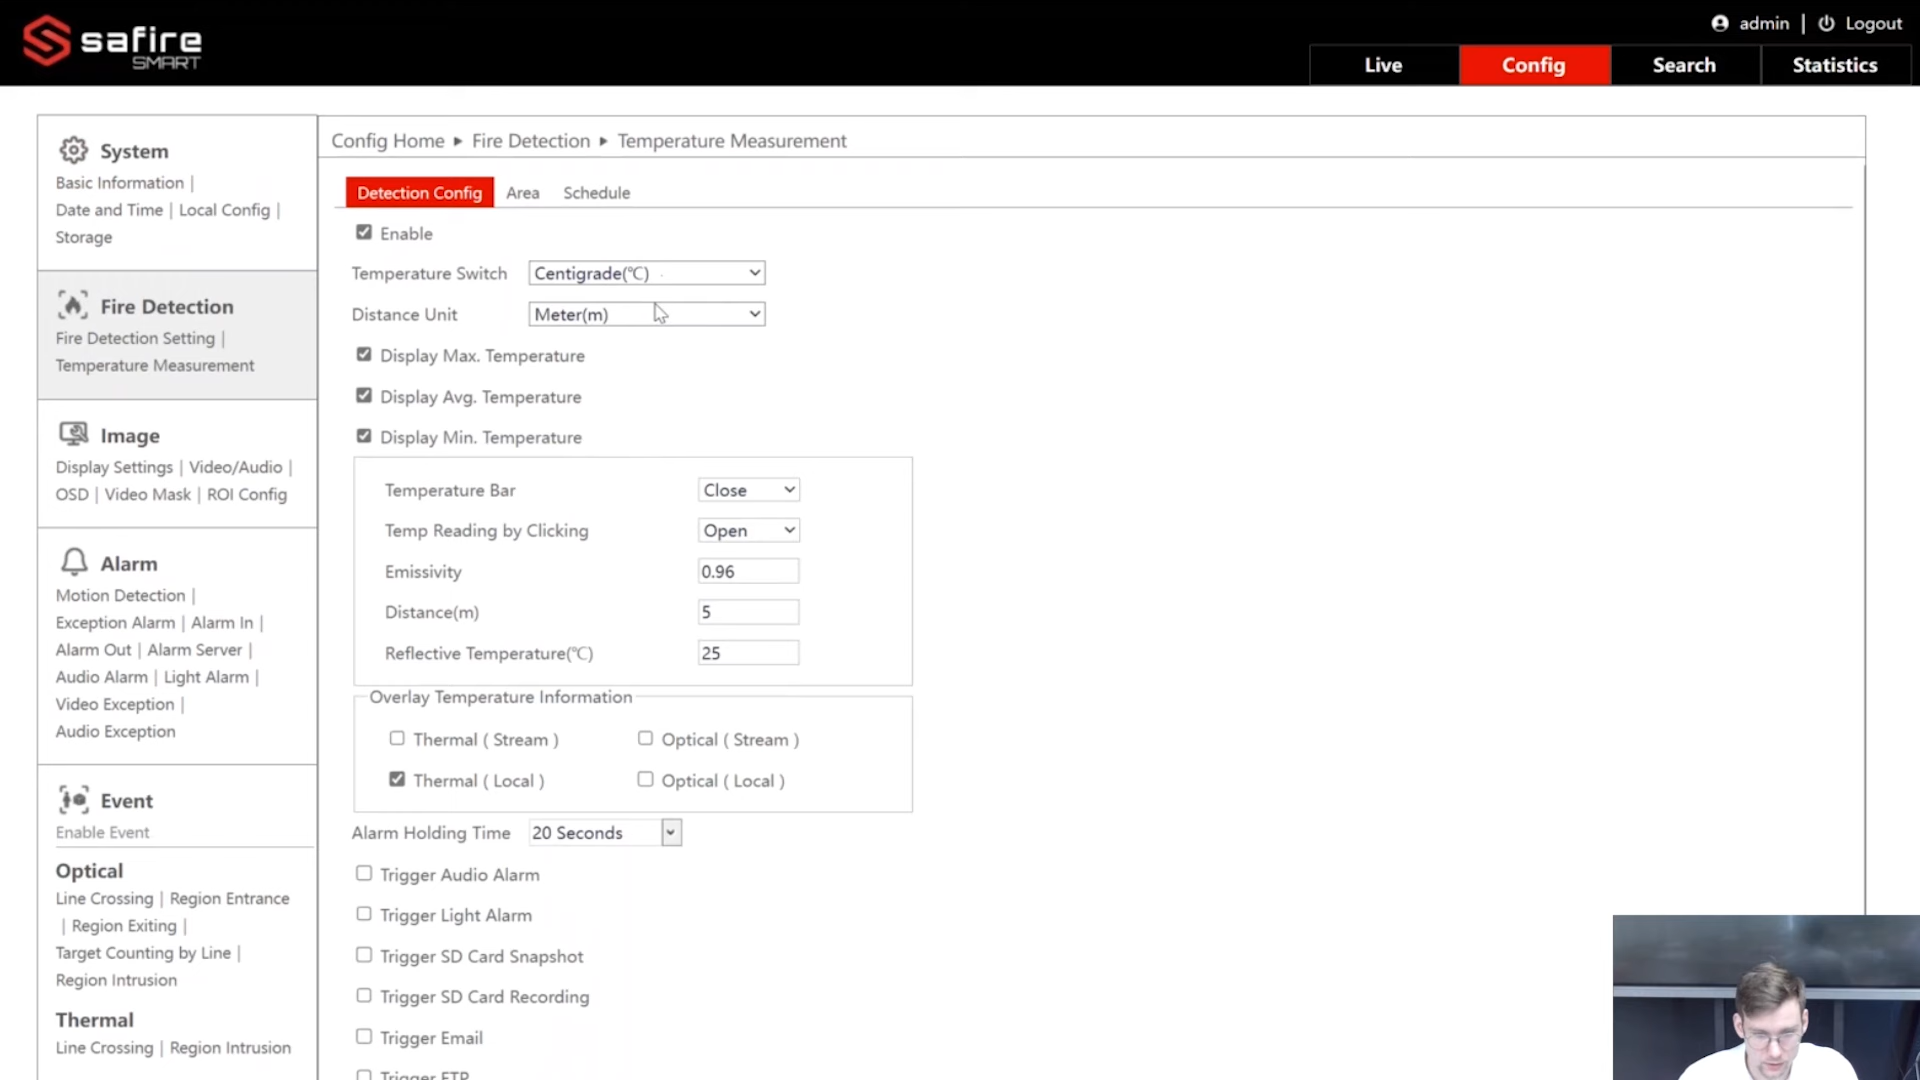 safire
SMART
admin | Logout
Live Config Search Statistics
System
Basic Information |
Date and Time | Local Config |
Storage
Fire Detection
Fire Detection Setting |
Temperature Measurement
Image
Display Settings | Video/Audio |
OSD | Video Mask | ROI Config
Alarm
Motion Detection |
Exception Alarm | Alarm In |
Alarm Out | Alarm Server |
Audio Alarm | Light Alarm |
Video Exception |
Audio Exception
Event
Enable Event
Optical
Line Crossing | Region Entrance
| Region Exiting |
Target Counting by Line |
Region Intrusion
Thermal
Line Crossing | Region Intrusion
Config Home ▸ Fire Detection ▸ Temperature Measurement
Detection Config Area Schedule
Enable
Temperature Switch Centigrade(℃)
Distance Unit Meter(m)
Display Max. Temperature
Display Avg. Temperature
Display Min. Temperature
Temperature Bar Close
Temp Reading by Clicking Open
Emissivity 0.96
Distance(m) 5
Reflective Temperature(℃) 25
Overlay Temperature Information
Thermal ( Stream ) Optical ( Stream )
Thermal ( Local ) Optical ( Local )
Alarm Holding Time 20 Seconds
Trigger Audio Alarm
Trigger Light Alarm
Trigger SD Card Snapshot
Trigger SD Card Recording
Trigger Email
Trigger FTP